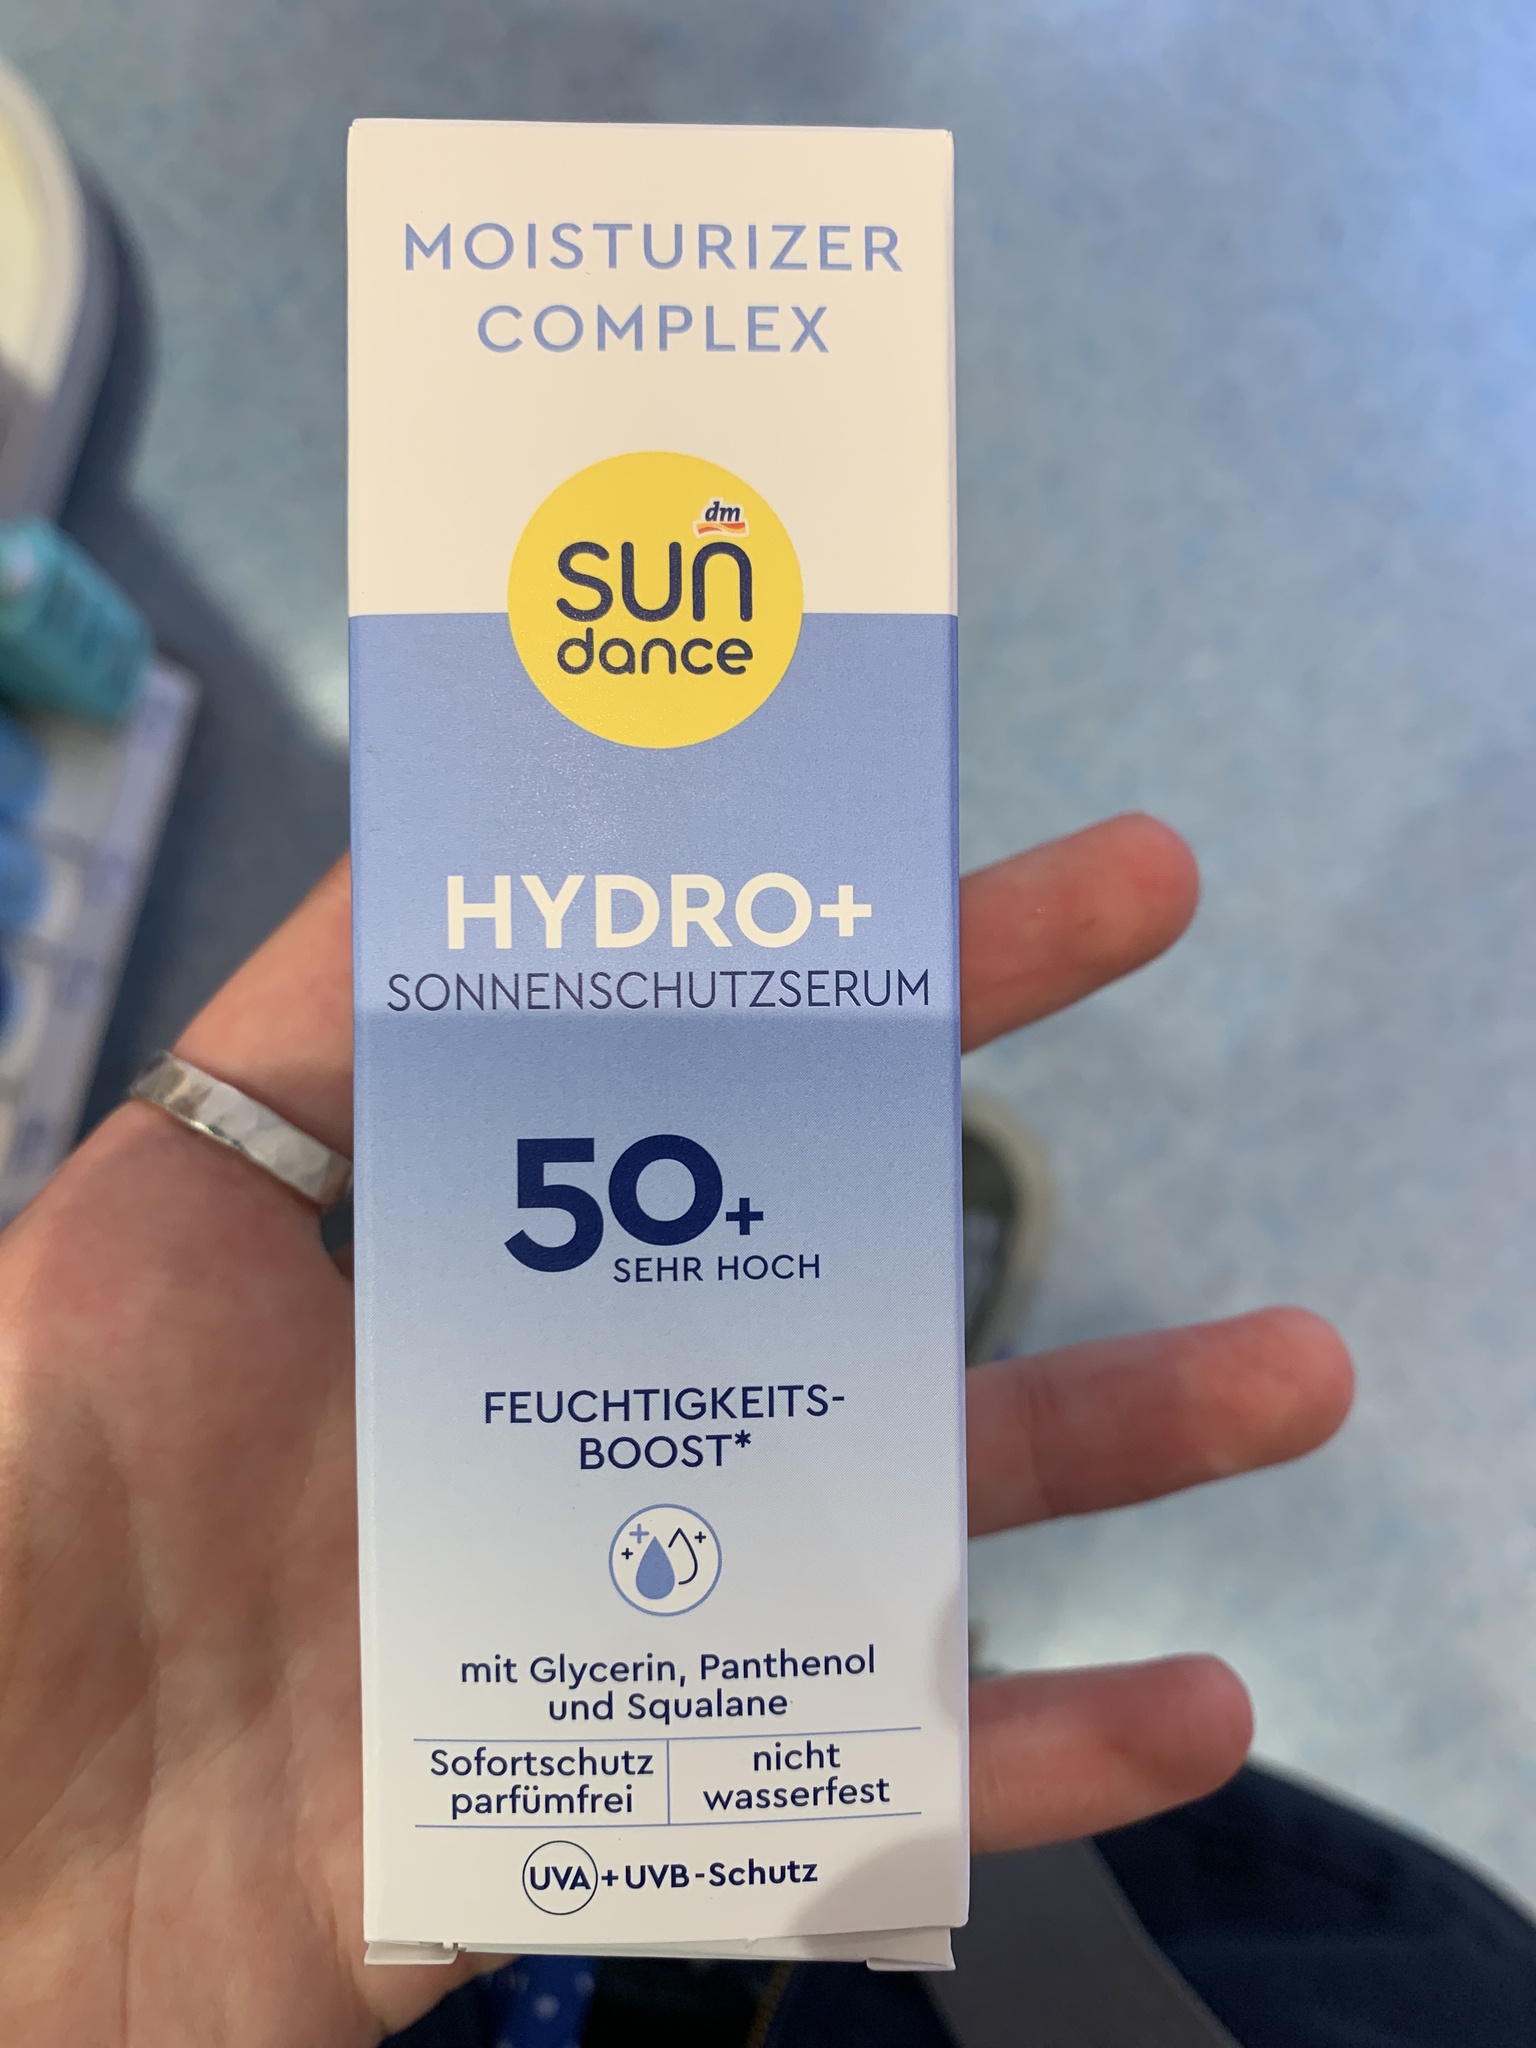 MOISTURIZER
COMPLEX
dm
sun
dance
HYDRO+
SONNENSCHUTZSERUM
50+
SEHR HOCH
FEUCHTIGKEITS-
BOOST*
mit Glycerin, Panthenol
und Squalane
Sofortschutz
parfümfrei
nicht
wasserfest
UVA+UVB-Schutz